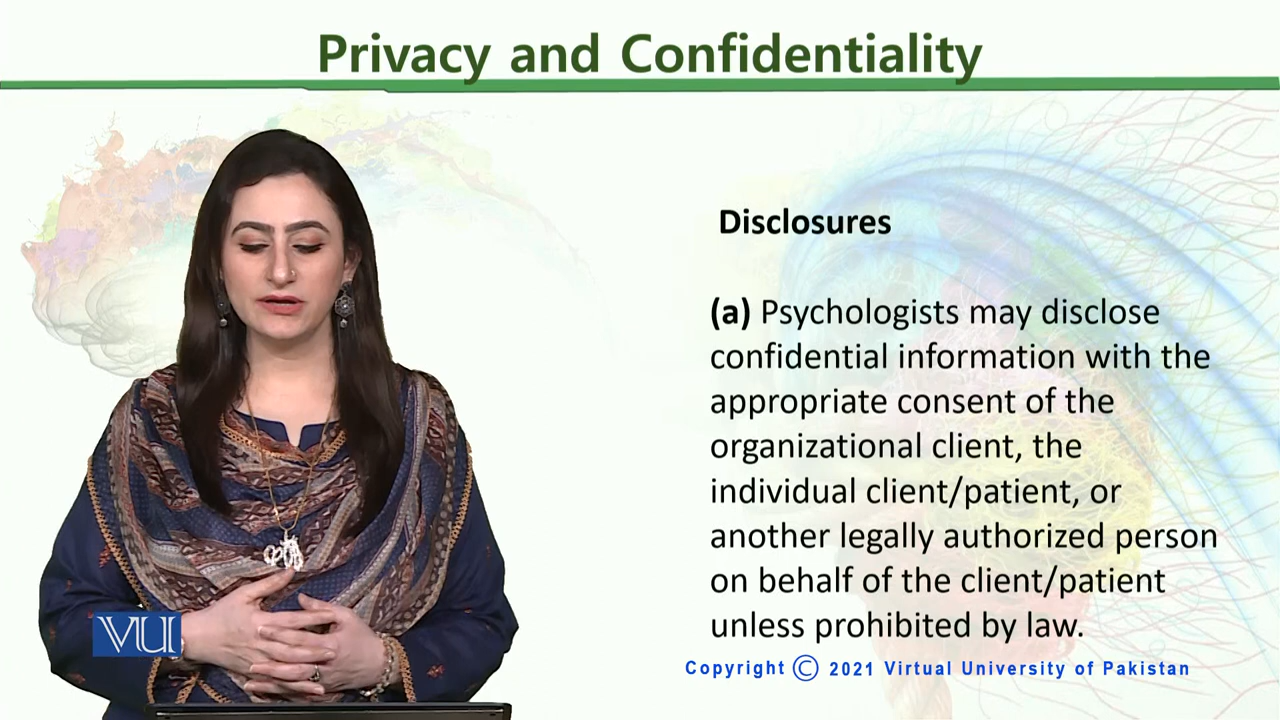 Privacy and Confidentiality
Disclosures
(a) Psychologists may disclose
confidential information with the
appropriate consent of the
organizational client, the
individual client/patient, or
another legally authorized person
on behalf of the client/patient
unless prohibited by law.
VU
Copyright © 2021 Virtual University of Pakistan